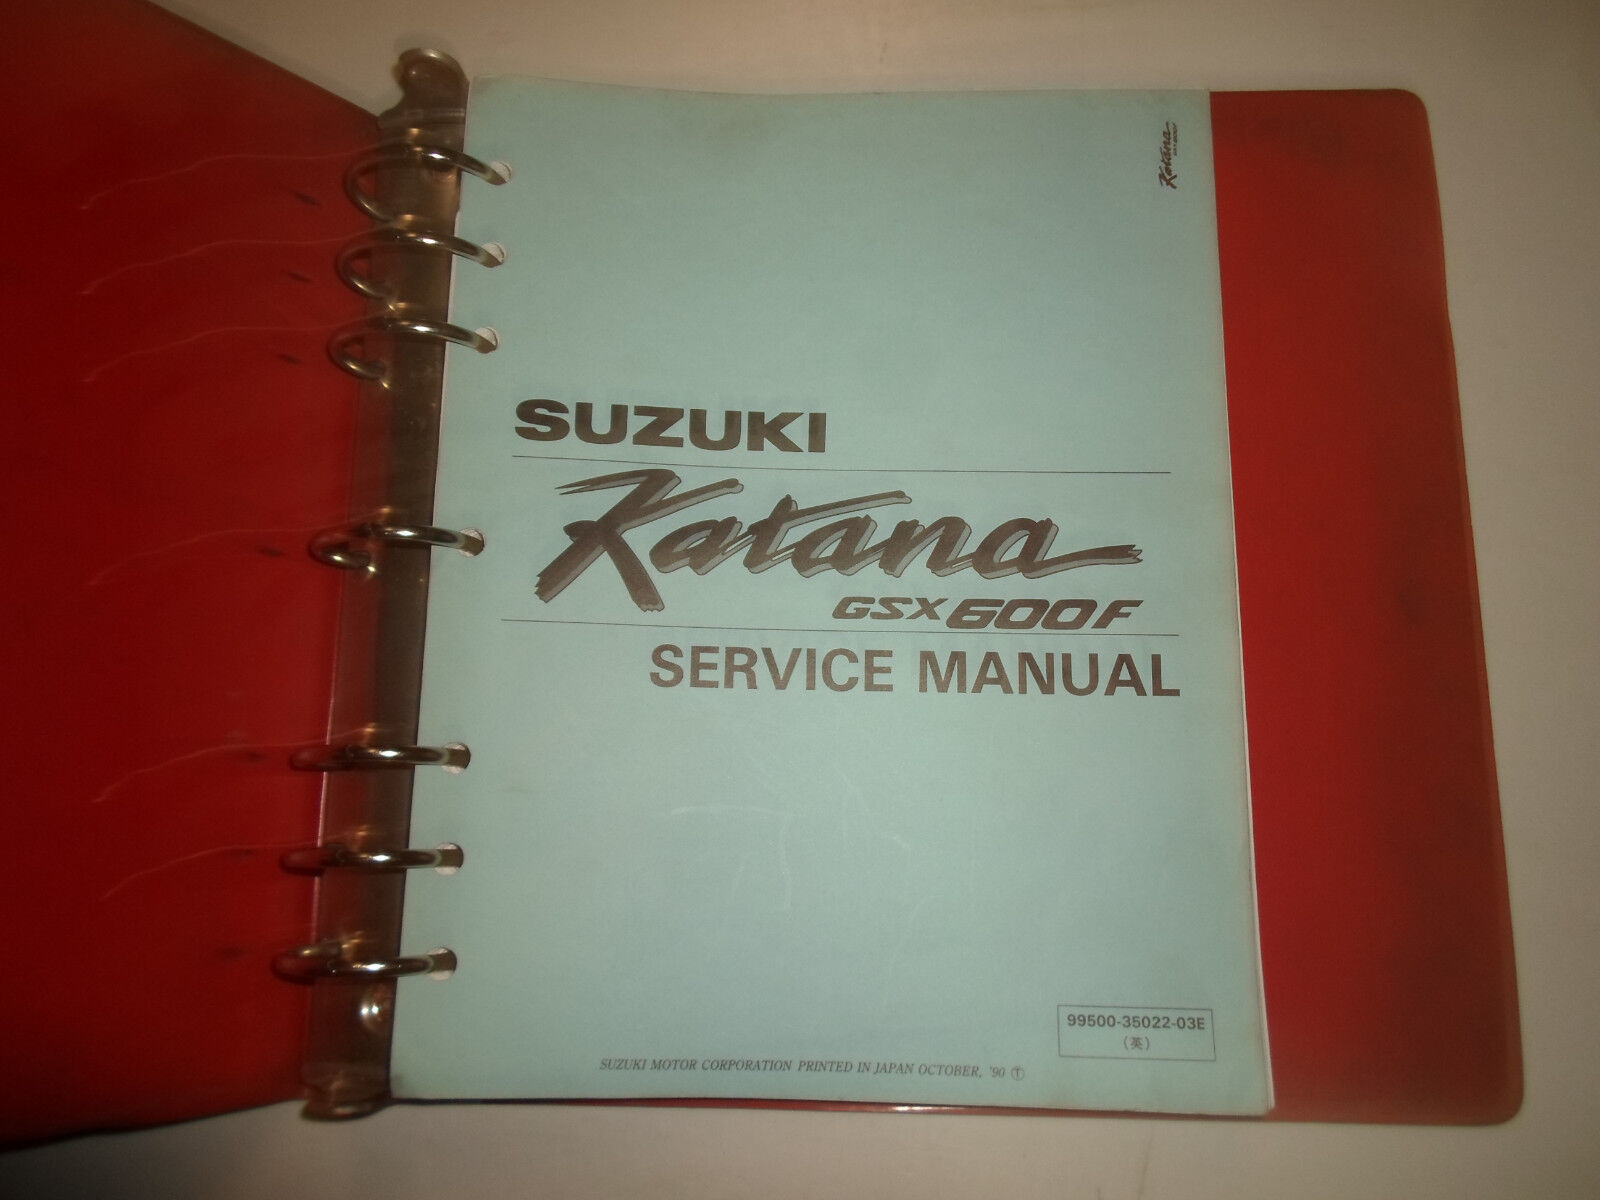 Katana
SUZUKI
Katana
GSX600F
SERVICE MANUAL
99500-35022-03E
(英)
SUZUKI MOTOR CORPORATION PRINTED IN JAPAN OCTOBER, '90 Ⓣ